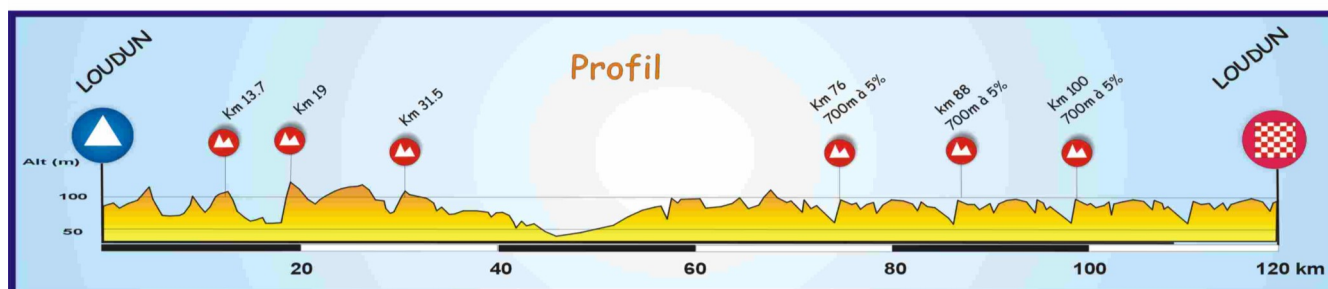 Profil
LOUDUN
Km 13.7
Km 19
Km 31.5
Km 76
700m à 5%
km 88
700m à 5%
Km 100
700m à 5%
LOUDUN
Alt (m)
100
50
20
40
60
80
100
120 km